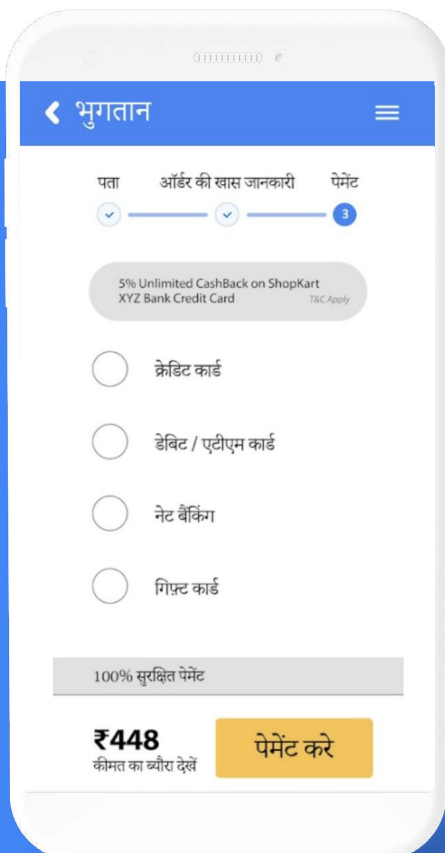 भुगतान
पता ऑर्डर की खास जानकारी पेमेंट
3
5% Unlimited CashBack on ShopKart
XYZ Bank Credit Card T&C Apply
क्रेडिट कार्ड
डेबिट / एटीएम कार्ड
नेट बैंकिंग
गिफ़्ट कार्ड
100% सुरक्षित पेमेंट
₹448
कीमत का ब्यौरा देखें
पेमेंट करे